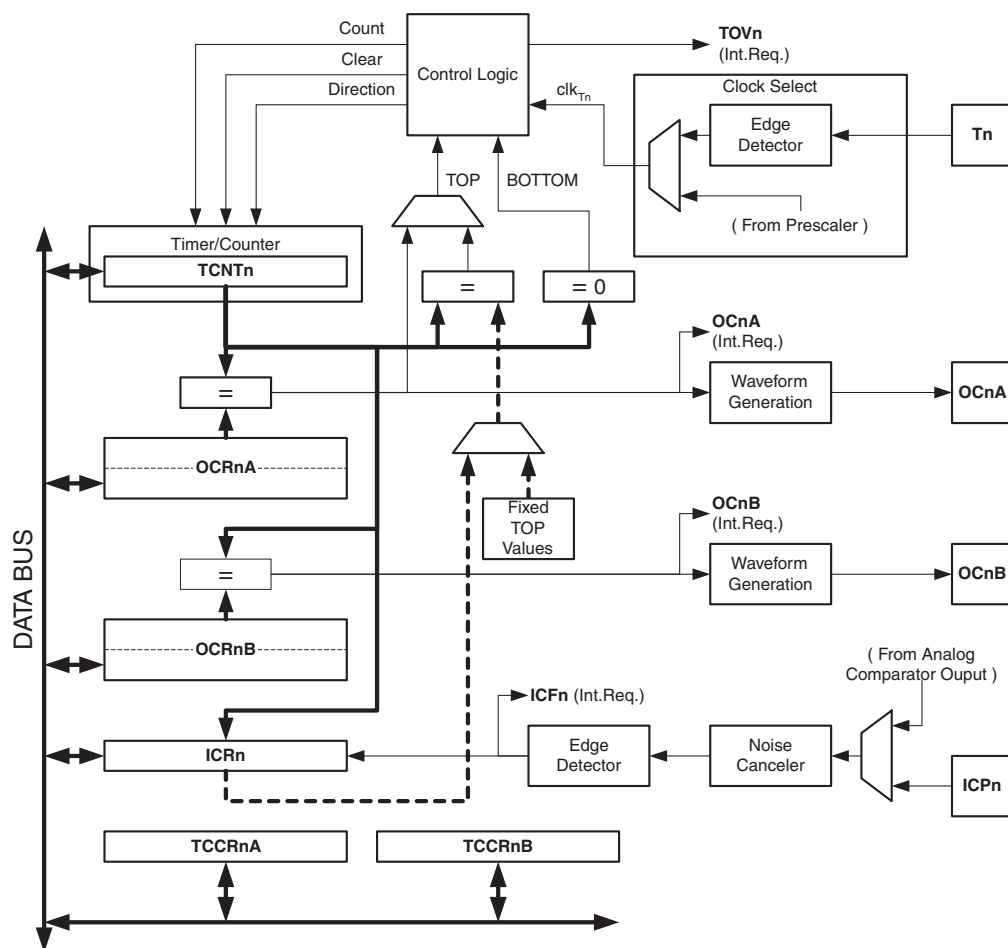 Count
Clear
Direction
Control Logic
TOVn
(Int.Req.)
clkTn
Clock Select
Edge
Detector
Tn
( From Prescaler )
TOP
BOTTOM
Timer/Counter
TCNTn
=
= 0
=
OCnA
(Int.Req.)
Waveform
Generation
OCnA
OCRnA
Fixed
TOP
Values
OCnB
(Int.Req.)
=
Waveform
Generation
OCnB
OCRnB
DATA BUS
( From Analog
Comparator Ouput )
ICFn (Int.Req.)
ICRn
Edge
Detector
Noise
Canceler
ICPn
TCCRnA
TCCRnB